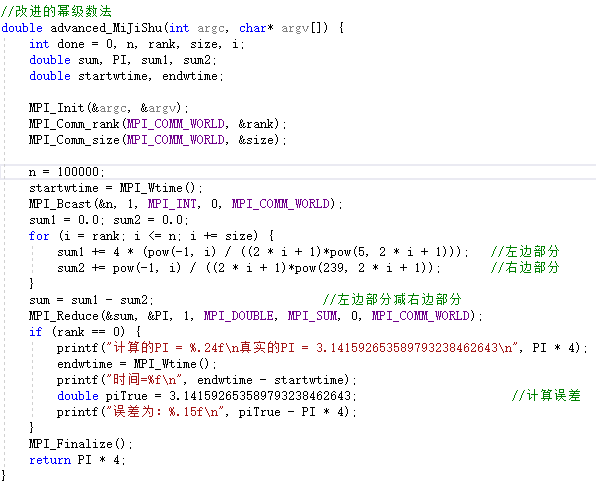 //改进的幂级数法
double advanced_MiJiShu(int argc, char* argv[]) {
    int done = 0, n, rank, size, i;
    double sum, PI, sum1, sum2;
    double startwtime, endwtime;

    MPI_Init(&argc, &argv);
    MPI_Comm_rank(MPI_COMM_WORLD, &rank);
    MPI_Comm_size(MPI_COMM_WORLD, &size);

    n = 100000;
    startwtime = MPI_Wtime();
    MPI_Bcast(&n, 1, MPI_INT, 0, MPI_COMM_WORLD);
    sum1 = 0.0; sum2 = 0.0;
    for (i = rank; i <= n; i += size) {
        sum1 += 4 * (pow(-1, i) / ((2 * i + 1)*pow(5, 2 * i + 1)));   //左边部分
        sum2 += pow(-1, i) / ((2 * i + 1)*pow(239, 2 * i + 1));       //右边部分
    }
    sum = sum1 - sum2;                         //左边部分减右边部分
    MPI_Reduce(&sum, &PI, 1, MPI_DOUBLE, MPI_SUM, 0, MPI_COMM_WORLD);
    if (rank == 0) {
        printf("计算的PI = %.24f\n真实的PI = 3.141592653589793238462643\n", PI * 4);
        endwtime = MPI_Wtime();
        printf("时间=%f\n", endwtime - startwtime);
        double piTrue = 3.141592653589793238462643;                       //计算误差
        printf("误差为：%.15f\n", piTrue - PI * 4);
    }
    MPI_Finalize();
    return PI * 4;
}